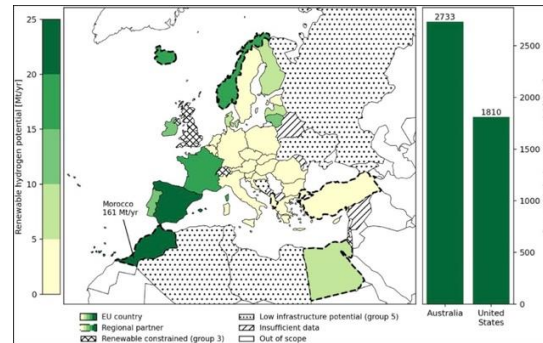 Renewable hydrogen potential [Mt/yr]
25
20
15
10
5
0
Morocco
161 Mt/yr
EU country
Regional partner
Renewable constrained (group 3)
Low infrastructure potential (group 5)
Insufficient data
Out of scope
2733
1810
Australia
United
States
2500
2000
1500
1000
500
0